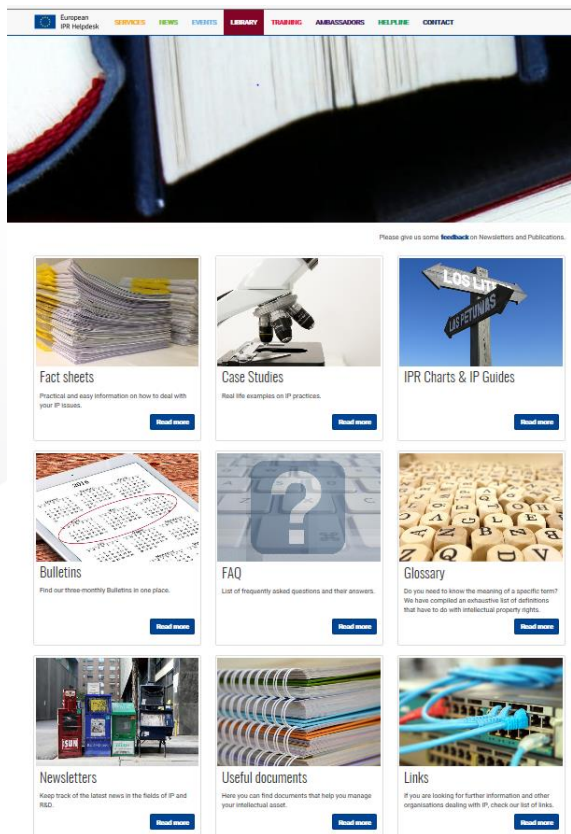 European
IPR Helpdesk
SERVICES NEWS EVENTS LIBRARY TRAINING AMBASSADORS HELPLINE CONTACT
Please give us some feedback on Newsletters and Publications.
LAS PETUNIAS
Fact sheets
Practical and easy information on how to deal with
your IP issues.
Read more
Case Studies
Real life examples on IP practices.
Read more
IPR Charts & IP Guides
Read more
2016
Bulletins
Find our three-monthly Bulletins in one place.
Read more
?
FAQ
List of frequently asked questions and their answers.
Read more
Glossary
Do you need to know the meaning of a specific term?
We have compiled an exhaustive list of definitions
that have to do with intellectual property rights.
Read more
Newsletters
Keep track of the latest news in the fields of IP and
R&D.
Read more
Useful documents
Here you can find documents that help you manage
your intellectual asset.
Read more
Links
If you are looking for further information and other
organisations dealing with IP, check our list of links.
Read more